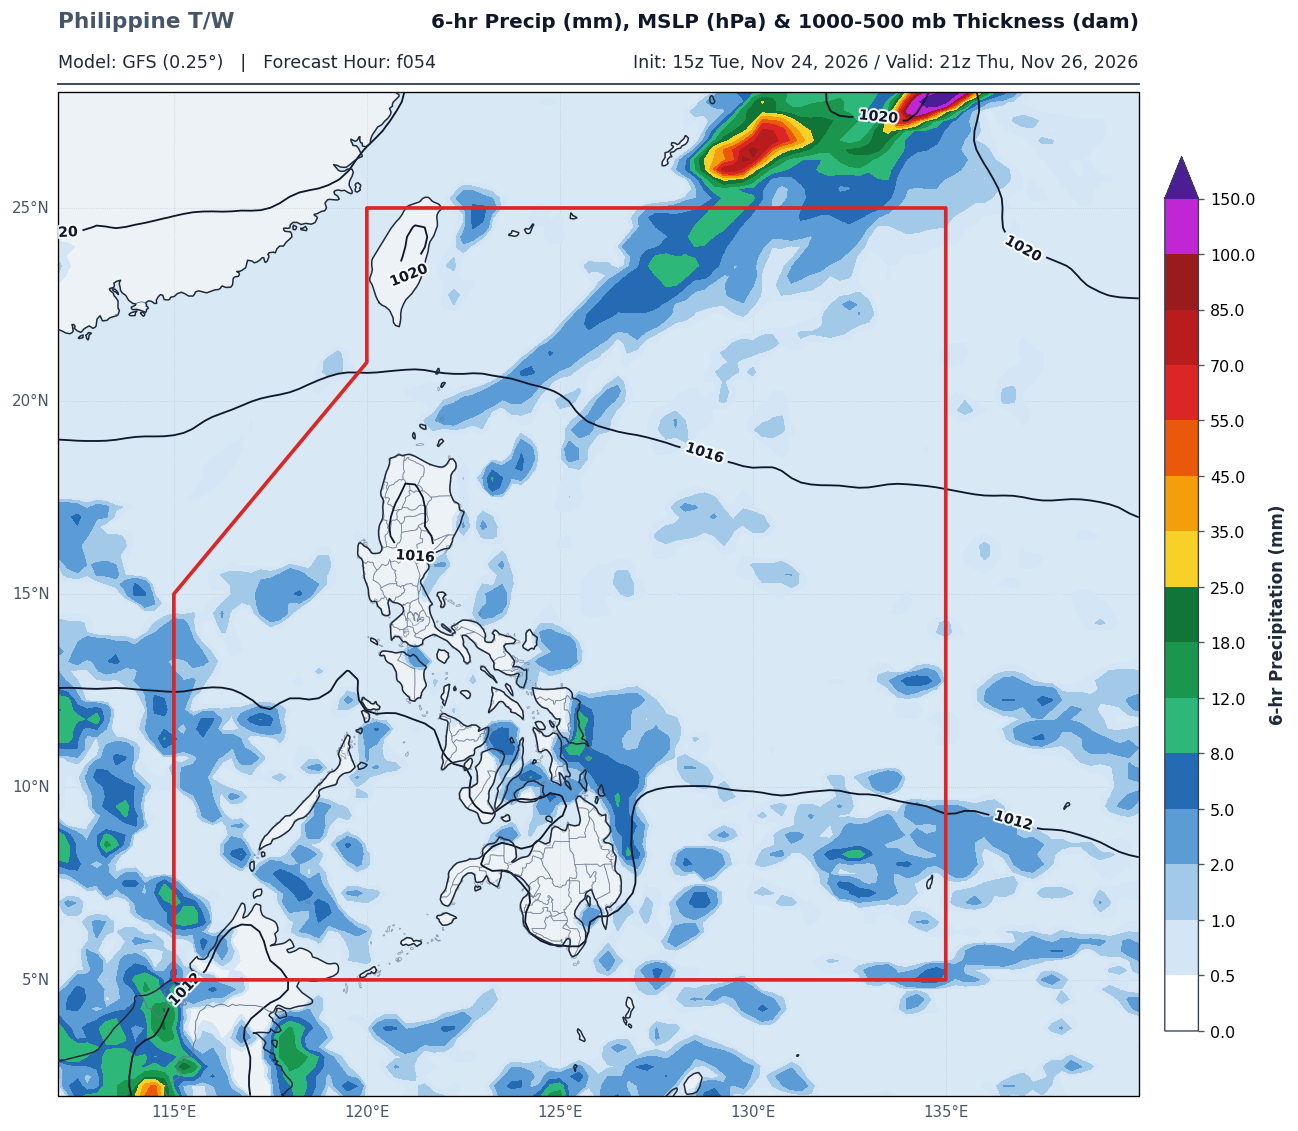 Philippine T/W
6-hr Precip (mm), MSLP (hPa) & 1000-500 mb Thickness (dam)
Model: GFS (0.25°) | Forecast Hour: f054
Init: 15z Tue, Nov 24, 2026 / Valid: 21z Thu, Nov 26, 2026
1020
20
1020
1020
1016
1016
1012
1012
25°N
20°N
15°N
10°N
5°N
115°E
120°E
125°E
130°E
135°E
150.0
100.0
85.0
70.0
55.0
45.0
35.0
25.0
18.0
12.0
8.0
5.0
2.0
1.0
0.5
0.0
6-hr Precipitation (mm)